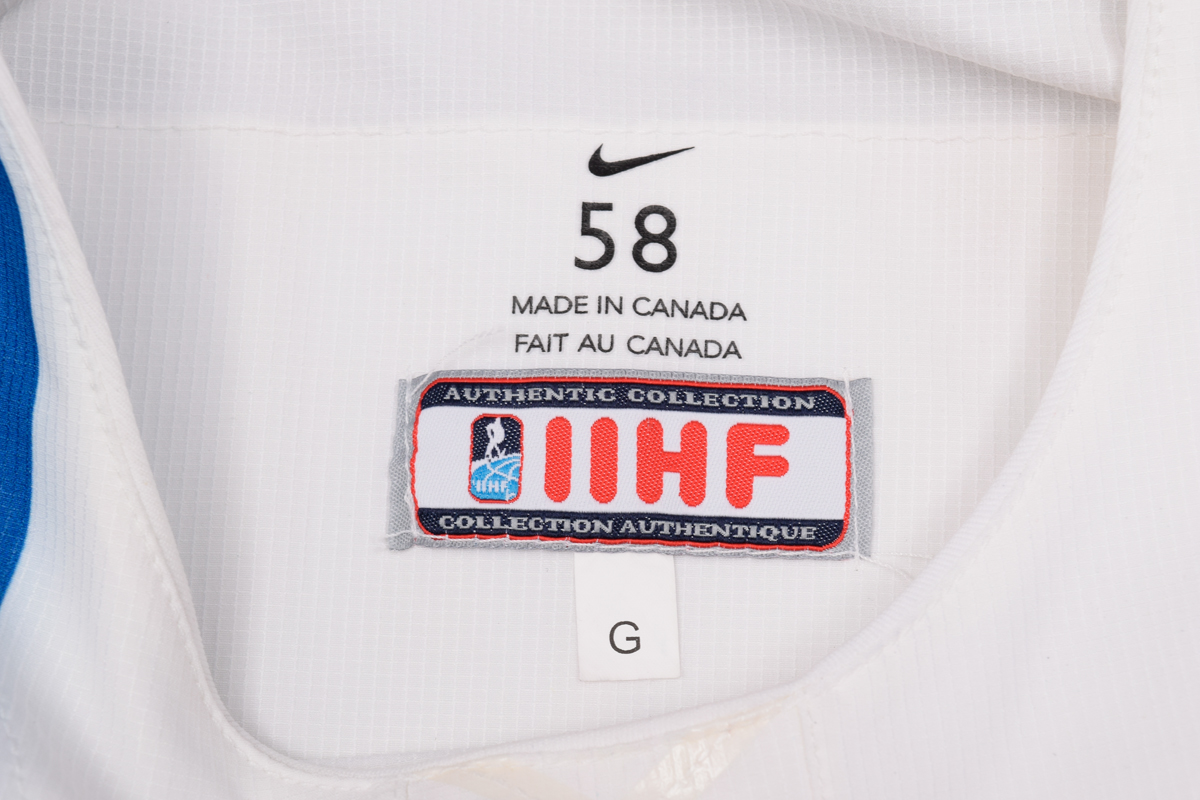 58
MADE IN CANADA
FAIT AU CANADA
AUTHENTIC COLLECTION
IIHF
IIHF
COLLECTION AUTHENTIQUE
G